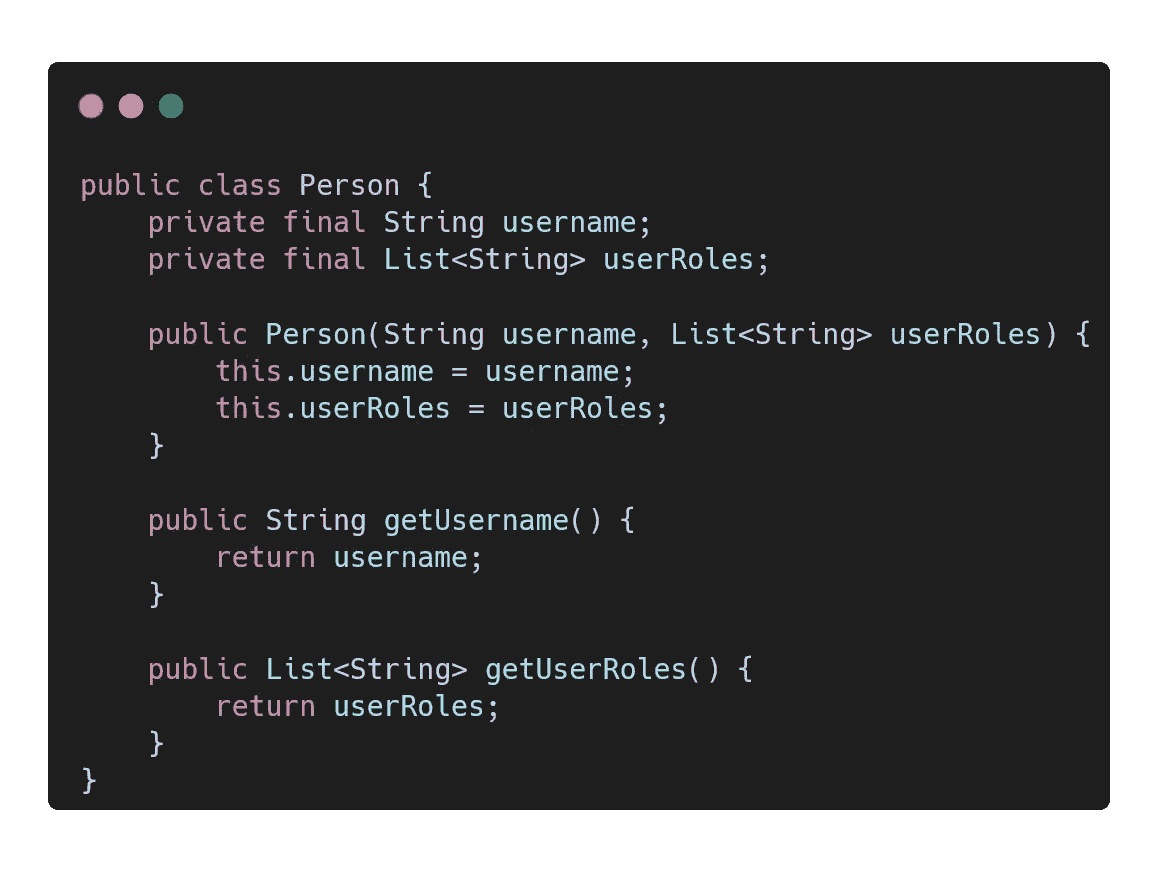 public class Person {
    private final String username;
    private final List<String> userRoles;

    public Person(String username, List<String> userRoles) {
        this.username = username;
        this.userRoles = userRoles;
    }

    public String getUsername() {
        return username;
    }

    public List<String> getUserRoles() {
        return userRoles;
    }
}